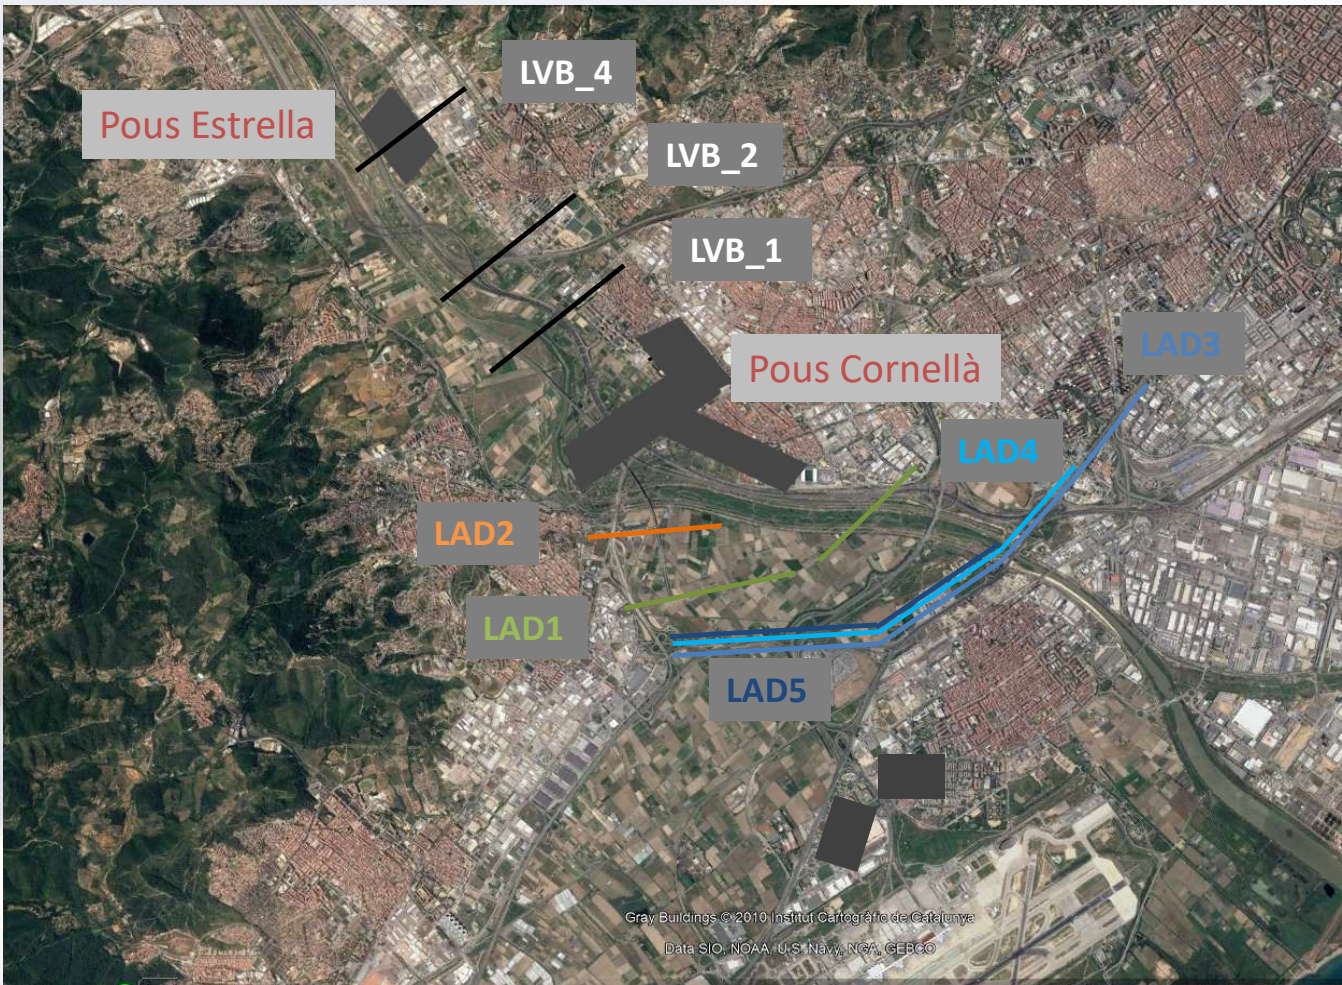 LVB_4
Pous Estrella
LVB_2
LVB_1
LAD3
Pous Cornellà
LAD4
LAD2
LAD1
LAD5
Gray Buildings © 2010 Institut Cartogràfic de Catalunya
Data SIO, NOAA, U.S. Navy, NGA, GEBCO